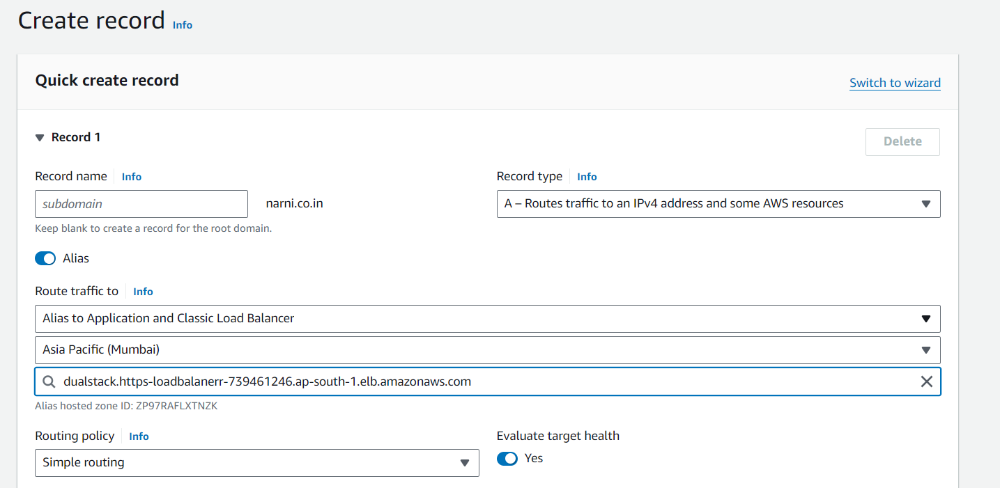 Create record Info
Quick create record
Switch to wizard
Record 1
Delete
Record name Info
Record type Info
subdomain
narni.co.in
A – Routes traffic to an IPv4 address and some AWS resources
Keep blank to create a record for the root domain.
Alias
Route traffic to Info
Alias to Application and Classic Load Balancer
Asia Pacific (Mumbai)
dualstack.https-loadbalanerr-739461246.ap-south-1.elb.amazonaws.com
Alias hosted zone ID: ZP97RAFLXTNZK
Routing policy Info
Evaluate target health
Simple routing
Yes